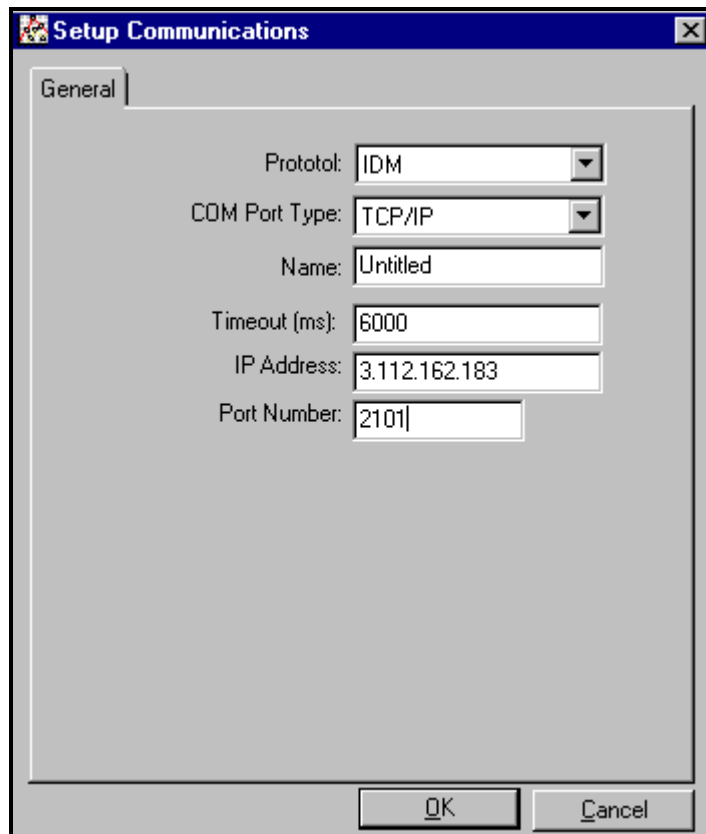 Setup Communications
General
Prototol: IDM
COM Port Type: TCP/IP
Name: Untitled
Timeout (ms): 6000
IP Address: 3.112.162.183
Port Number: 2101
OK Cancel